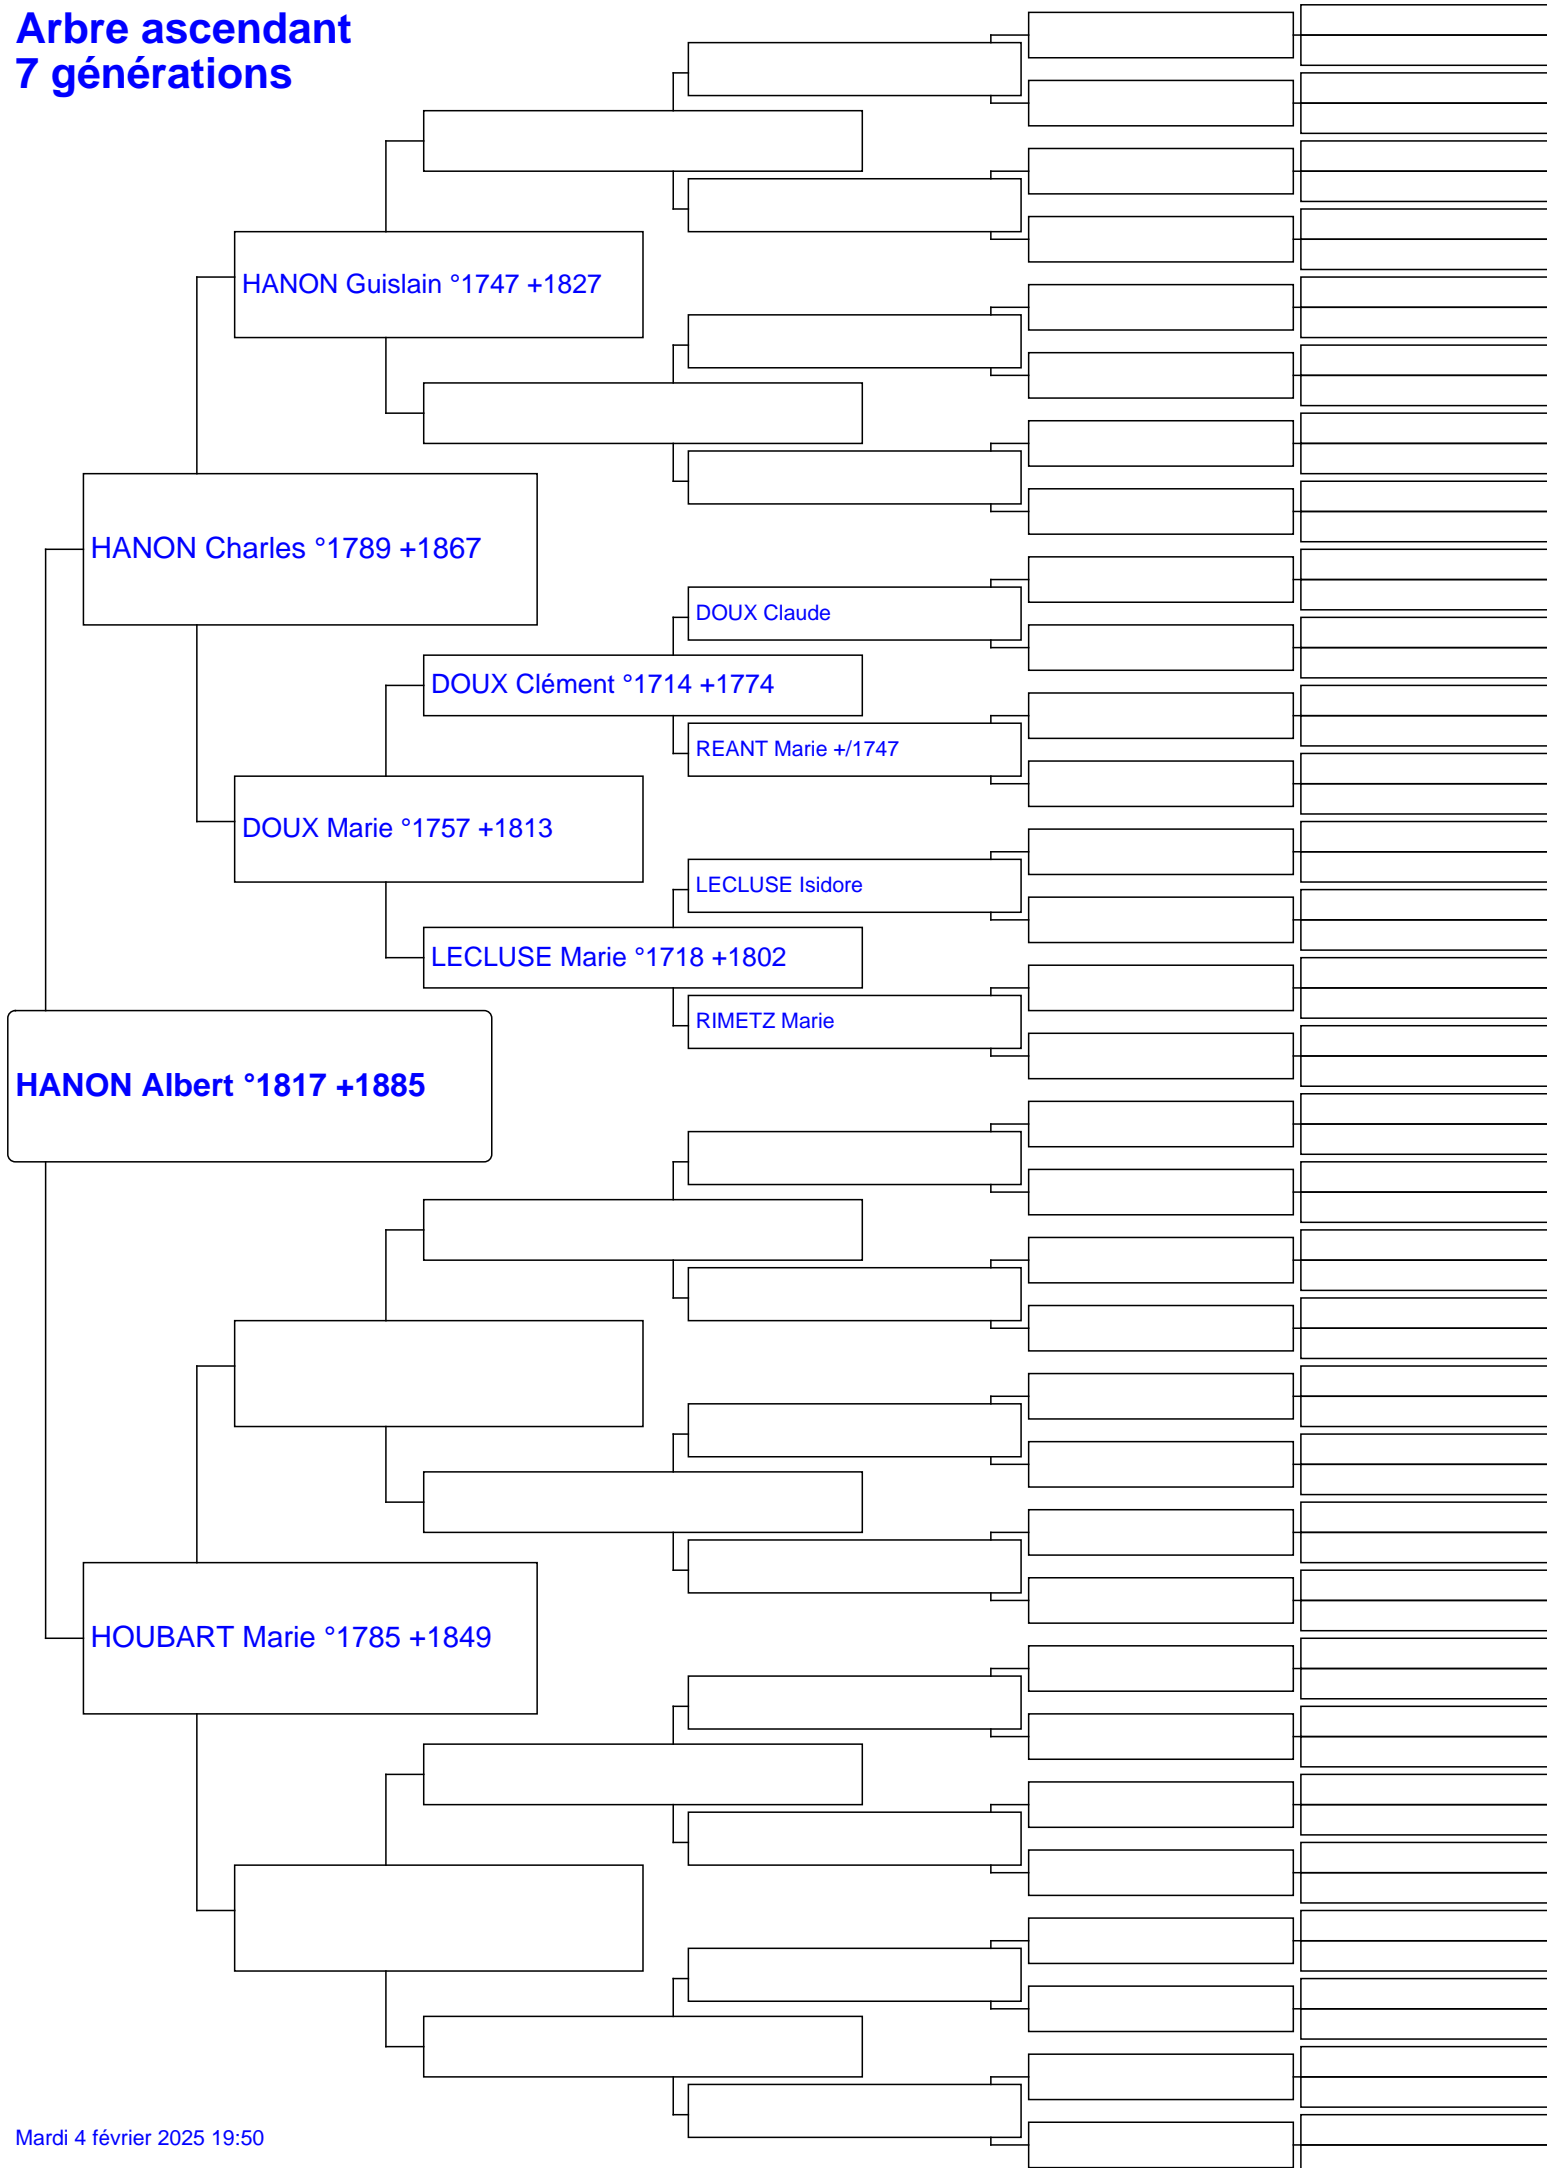 Arbre ascendant
7 générations
HANON Guislain °1747 +1827
HANON Charles °1789 +1867
DOUX Claude
DOUX Clément °1714 +1774
REANT Marie +/1747
DOUX Marie °1757 +1813
LECLUSE Isidore
LECLUSE Marie °1718 +1802
RIMETZ Marie
HANON Albert °1817 +1885
HOUBART Marie °1785 +1849
Mardi 4 février 2025 19:50